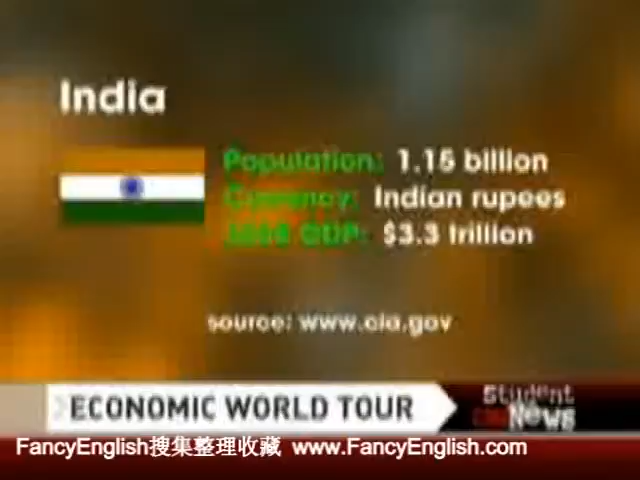 India
Population: 1.15 billion
Currency: Indian rupees
2008 GDP: $3.3 trillion
source: www.cia.gov
ECONOMIC WORLD TOUR
Student
CNN News
FancyEnglish搜集整理收藏 www.FancyEnglish.com